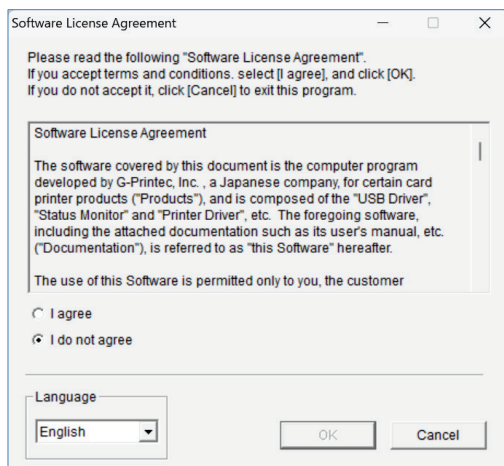 Software License Agreement
Please read the following "Software License Agreement".
If you accept terms and conditions. select [I agree], and click [OK].
If you do not accept it, click [Cancel] to exit this program.
Software License Agreement
The software covered by this document is the computer program
developed by G-Printec, Inc. , a Japanese company, for certain card
printer products ("Products"), and is composed of the "USB Driver",
"Status Monitor" and "Printer Driver", etc. The foregoing software,
including the attached documentation such as its user's manual, etc.
("Documentation"), is referred to as "this Software" hereafter.
The use of this Software is permitted only to you, the customer
I agree
I do not agree
Language
English
OK
Cancel